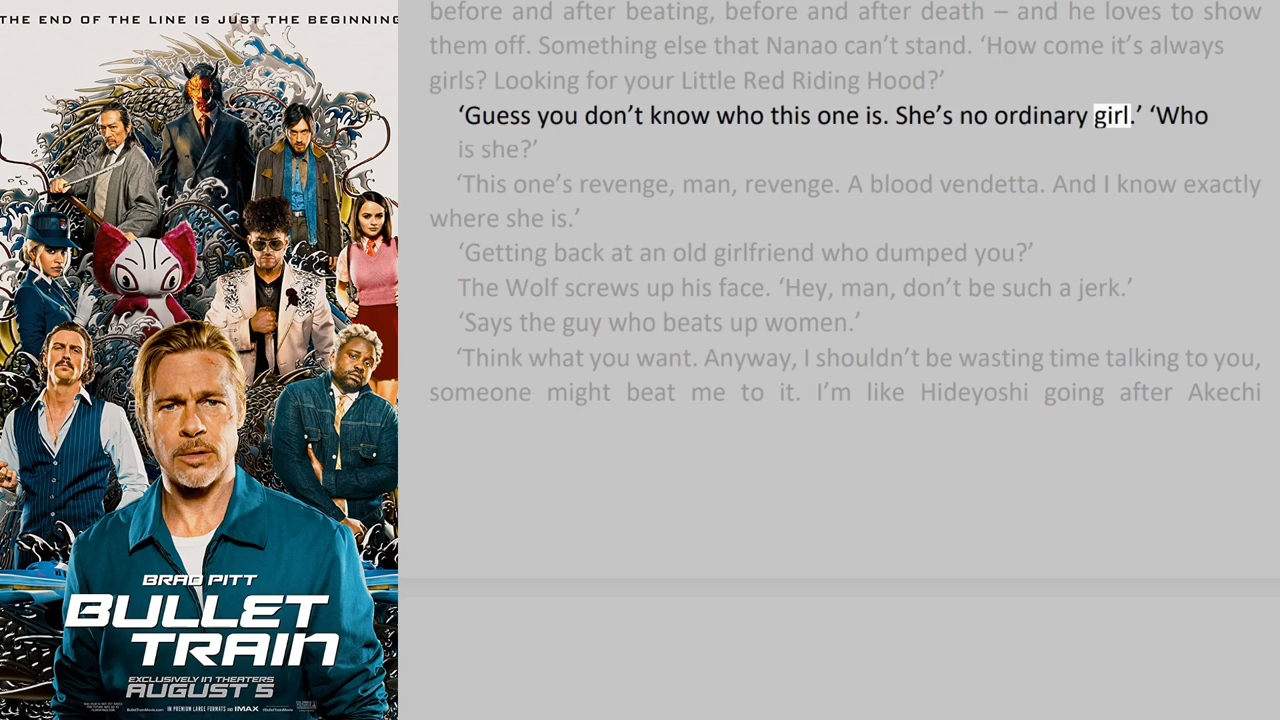 THE END OF THE LINE IS JUST THE BEGINNING
BRAD PITT
BULLET
TRAIN
EXCLUSIVELY IN THEATERS
AUGUST 5
BulletTrainMovie.com
IN PREMIUM LARGE FORMATS AND IMAX
#BulletTrainMovie
before and after beating, before and after death – and he loves to show
them off. Something else that Nanao can’t stand. ‘How come it’s always
girls? Looking for your Little Red Riding Hood?’
‘Guess you don’t know who this one is. She’s no ordinary girl.’ ‘Who
is she?’
‘This one’s revenge, man, revenge. A blood vendetta. And I know exactly
where she is.’
‘Getting back at an old girlfriend who dumped you?’
The Wolf screws up his face. ‘Hey, man, don’t be such a jerk.’
‘Says the guy who beats up women.’
‘Think what you want. Anyway, I shouldn’t be wasting time talking to you,
someone might beat me to it. I’m like Hideyoshi going after Akechi